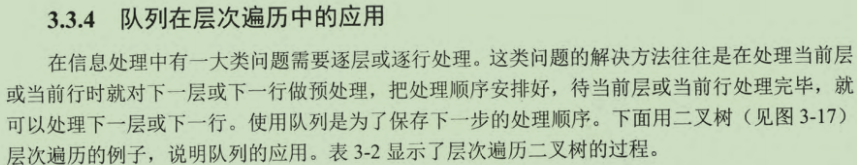 3.3.4 队列在层次遍历中的应用
在信息处理中有一大类问题需要逐层或逐行处理。这类问题的解决方法往往是在处理当前层
或当前行时就对下一层或下一行做预处理，把处理顺序安排好，待当前层或当前行处理完毕，就
可以处理下一层或下一行。使用队列是为了保存下一步的处理顺序。下面用二叉树（见图 3-17）
层次遍历的例子，说明队列的应用。表 3-2 显示了层次遍历二叉树的过程。